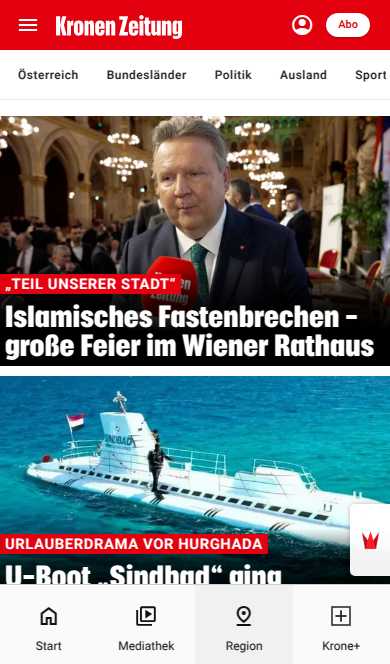 Kronen Zeitung
Abo
Österreich Bundesländer Politik Ausland Sport
„TEIL UNSERER STADT“
Islamisches Fastenbrechen –
große Feier im Wiener Rathaus
SINDBAD
URLAUBERDRAMA VOR HURGHADA
U-Boot „Sindbad“ ging
Start Mediathek Region Krone+